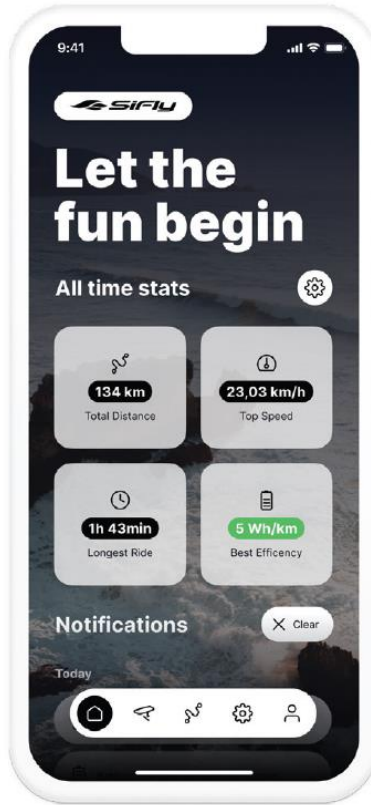 9:41
SiFly
Let the
fun begin
All time stats
134 km
Total Distance
23,03 km/h
Top Speed
1h 43min
Longest Ride
5 Wh/km
Best Efficency
Notifications
Clear
Today